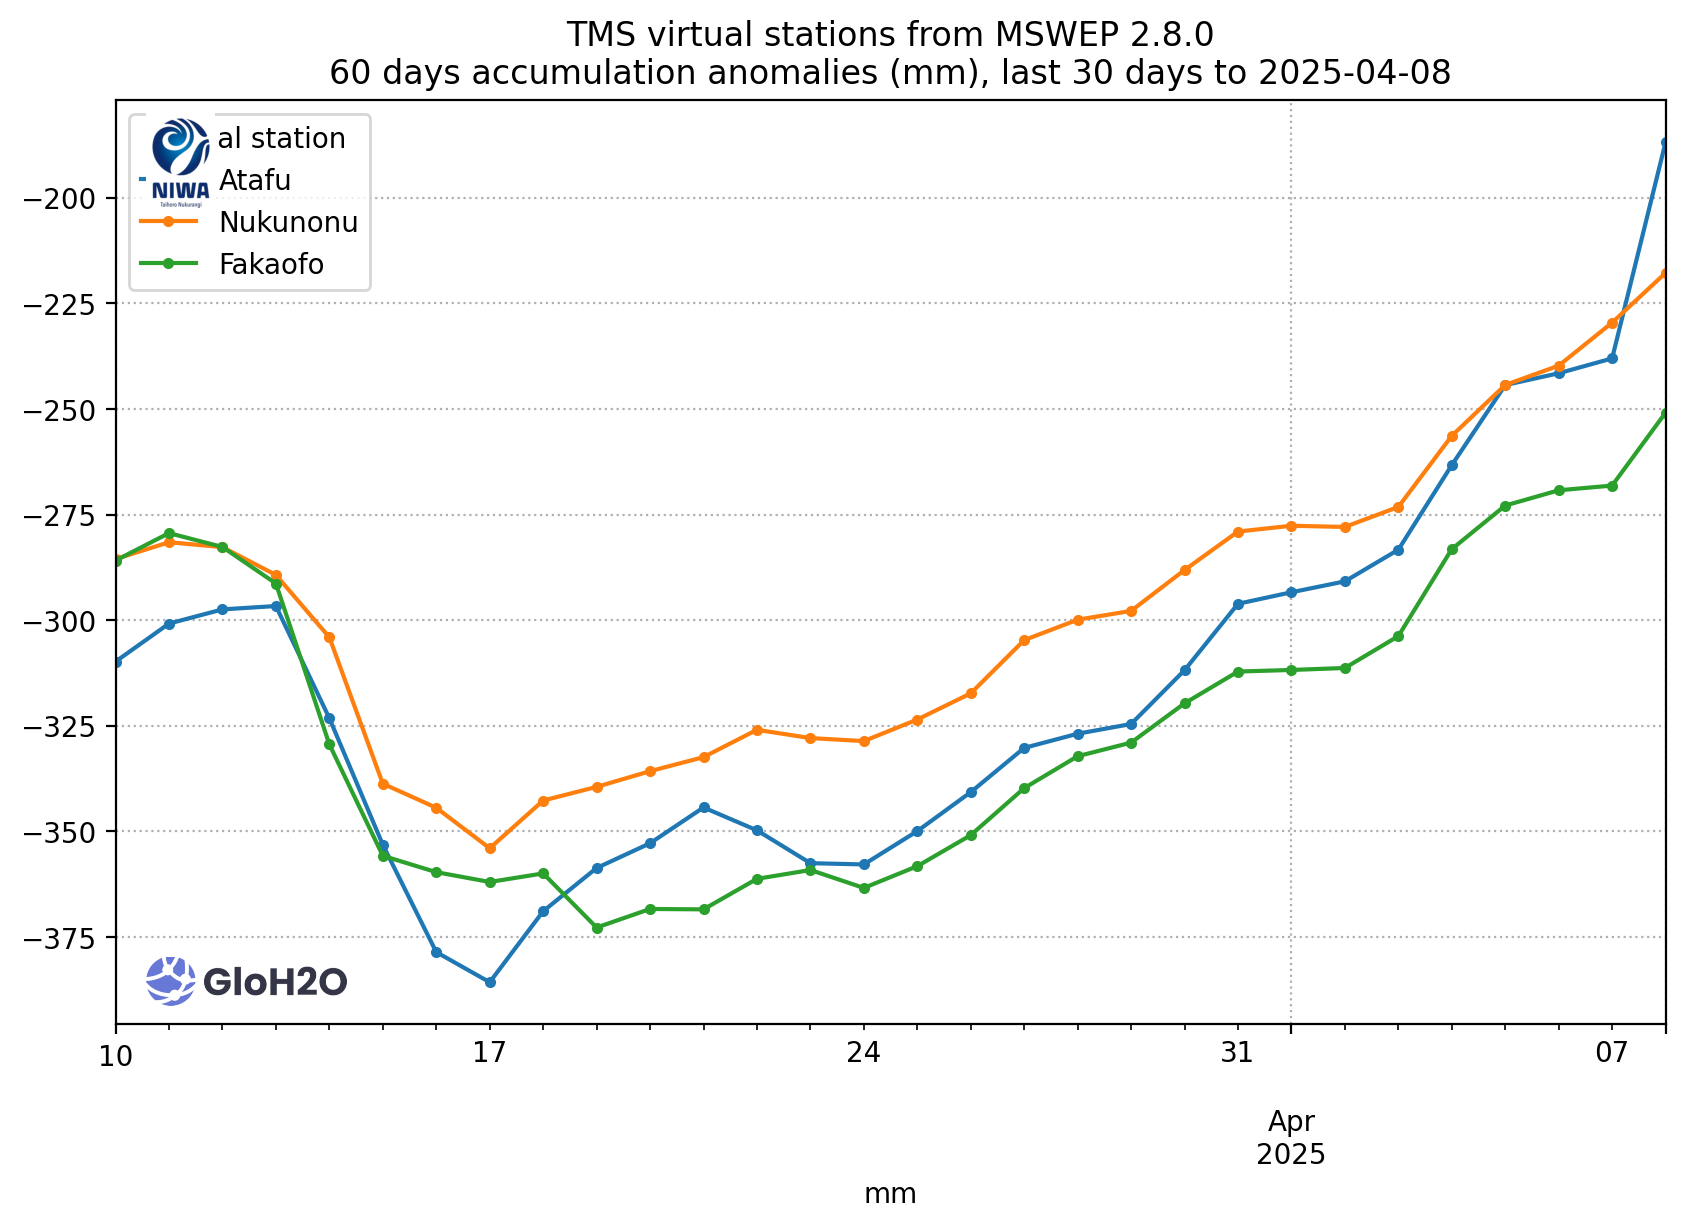 TMS virtual stations from MSWEP 2.8.0
60 days accumulation anomalies (mm), last 30 days to 2025-04-08
al station
Atafu
Nukunonu
Fakaofo
NIWA
Taihoro Nukurangi
−200
−225
−250
−275
−300
−325
−350
−375
GloH2O
10
17
24
31
07
Apr
2025
mm